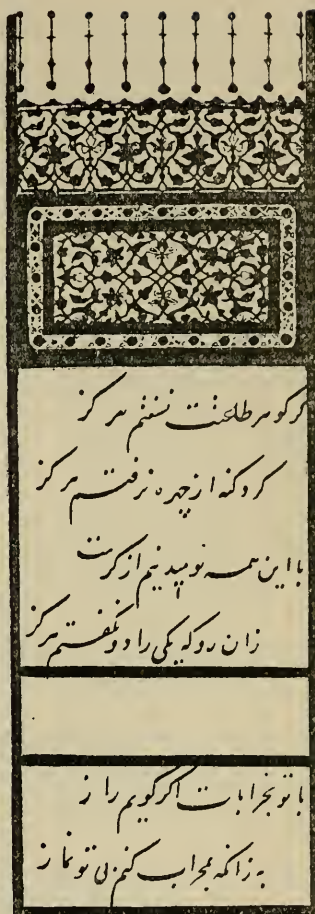 گر گوهر طاعتت نسفتم هرگز
گرد گنه از چهره نرفتم هرگز
با این همه نومید نیم از کرمت
زان رو که یکی را دو نگفتم هرگز
با تو بخرابات اگر گویم راز
به زانکه بمحراب کنم بی تو نماز